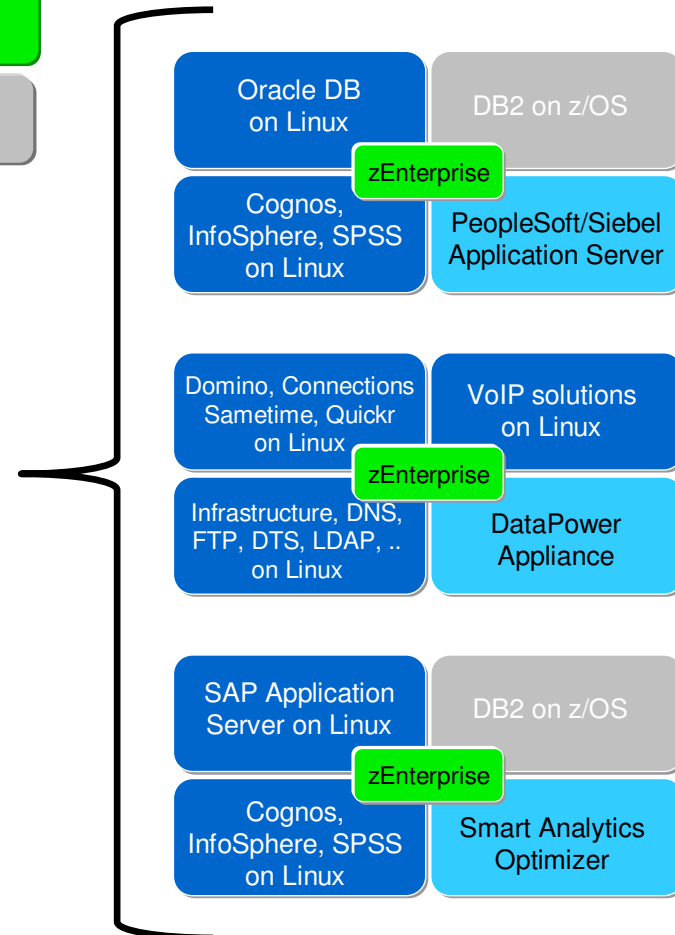 Oracle DB
on Linux
DB2 on z/OS
zEnterprise
Cognos,
InfoSphere, SPSS
on Linux
PeopleSoft/Siebel
Application Server
Domino, Connections
Sametime, Quickr
on Linux
VoIP solutions
on Linux
zEnterprise
Infrastructure, DNS,
FTP, DTS, LDAP, ..
on Linux
DataPower
Appliance
SAP Application
Server on Linux
DB2 on z/OS
zEnterprise
Cognos,
InfoSphere, SPSS
on Linux
Smart Analytics
Optimizer